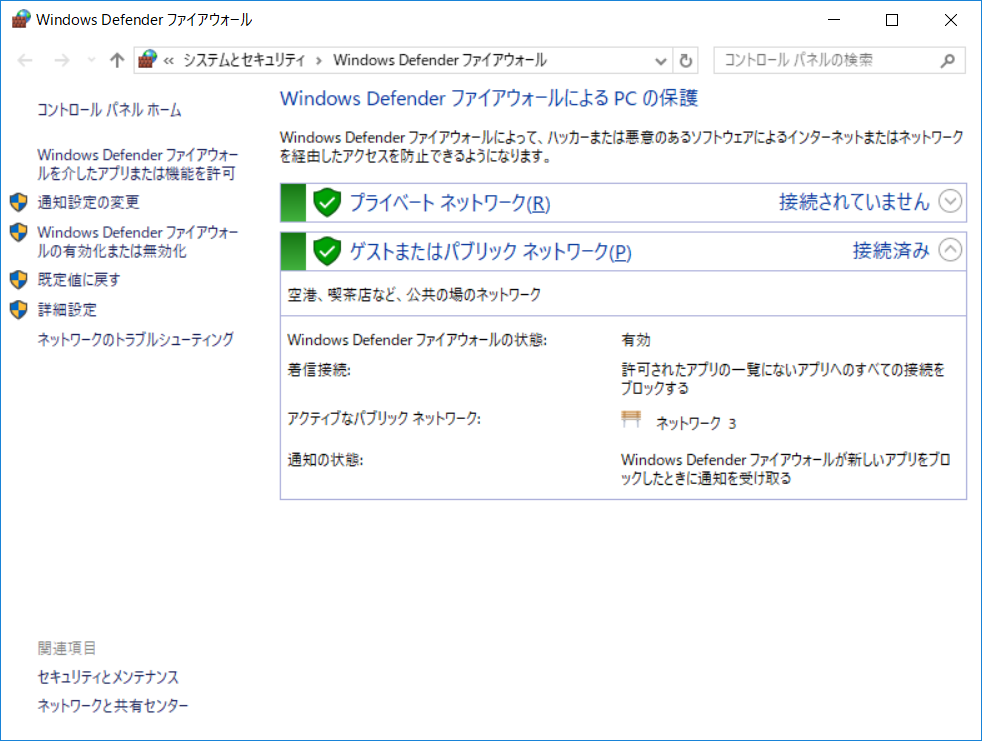 Windows Defender ファイアウォール
« システムとセキュリティ › Windows Defender ファイアウォール
コントロール パネルの検索
コントロール パネル ホーム
Windows Defender ファイアウォー
ルを介したアプリまたは機能を許可
通知設定の変更
Windows Defender ファイアウォー
ルの有効化または無効化
既定値に戻す
詳細設定
ネットワークのトラブルシューティング
Windows Defender ファイアウォールによる PC の保護
Windows Defender ファイアウォールによって、ハッカーまたは悪意のあるソフトウェアによるインターネットまたはネットワーク
を経由したアクセスを防止できるようになります。
プライベート ネットワーク(R) 接続されていません
ゲストまたはパブリック ネットワーク(P) 接続済み
空港、喫茶店など、公共の場のネットワーク
Windows Defender ファイアウォールの状態: 有効
着信接続: 許可されたアプリの一覧にないアプリへのすべての接続を
ブロックする
アクティブなパブリック ネットワーク: ネットワーク 3
通知の状態: Windows Defender ファイアウォールが新しいアプリをブロ
ックしたときに通知を受け取る
関連項目
セキュリティとメンテナンス
ネットワークと共有センター